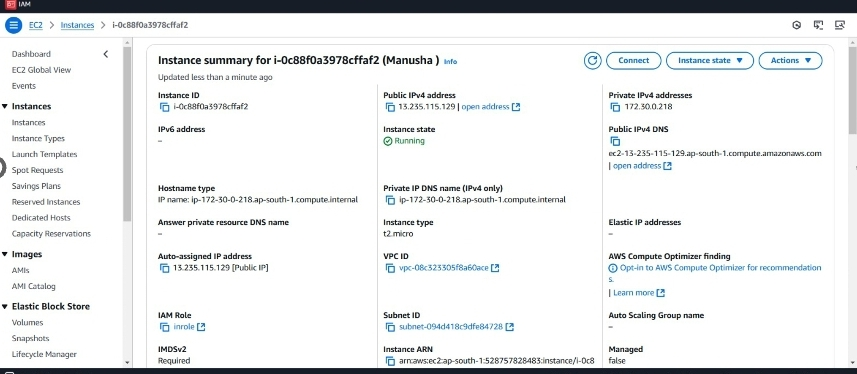 IAM
EC2 > Instances > i-0c88f0a3978cffaf2
Dashboard
EC2 Global View
Events
Instances
Instances
Instance Types
Launch Templates
Spot Requests
Savings Plans
Reserved Instances
Dedicated Hosts
Capacity Reservations
Images
AMIs
AMI Catalog
Elastic Block Store
Volumes
Snapshots
Lifecycle Manager
Instance summary for i-0c88f0a3978cffaf2 (Manusha ) Info
Updated less than a minute ago
Connect
Instance state
Actions
Instance ID
i-0c88f0a3978cffaf2
Public IPv4 address
13.235.115.129 | open address
Private IPv4 addresses
172.30.0.218
IPv6 address
–
Instance state
Running
Public IPv4 DNS
ec2-13-235-115-129.ap-south-1.compute.amazonaws.com
| open address
Hostname type
IP name: ip-172-30-0-218.ap-south-1.compute.internal
Private IP DNS name (IPv4 only)
ip-172-30-0-218.ap-south-1.compute.internal
Answer private resource DNS name
–
Instance type
t2.micro
Elastic IP addresses
–
Auto-assigned IP address
13.235.115.129 [Public IP]
VPC ID
vpc-08c323305f8a60ace
AWS Compute Optimizer finding
Opt-in to AWS Compute Optimizer for recommendation
s.
| Learn more
IAM Role
inrole
Subnet ID
subnet-094d418c9dfe84728
Auto Scaling Group name
–
IMDSv2
Required
Instance ARN
arn:aws:ec2:ap-south-1:528757828483:instance/i-0c8
Managed
false